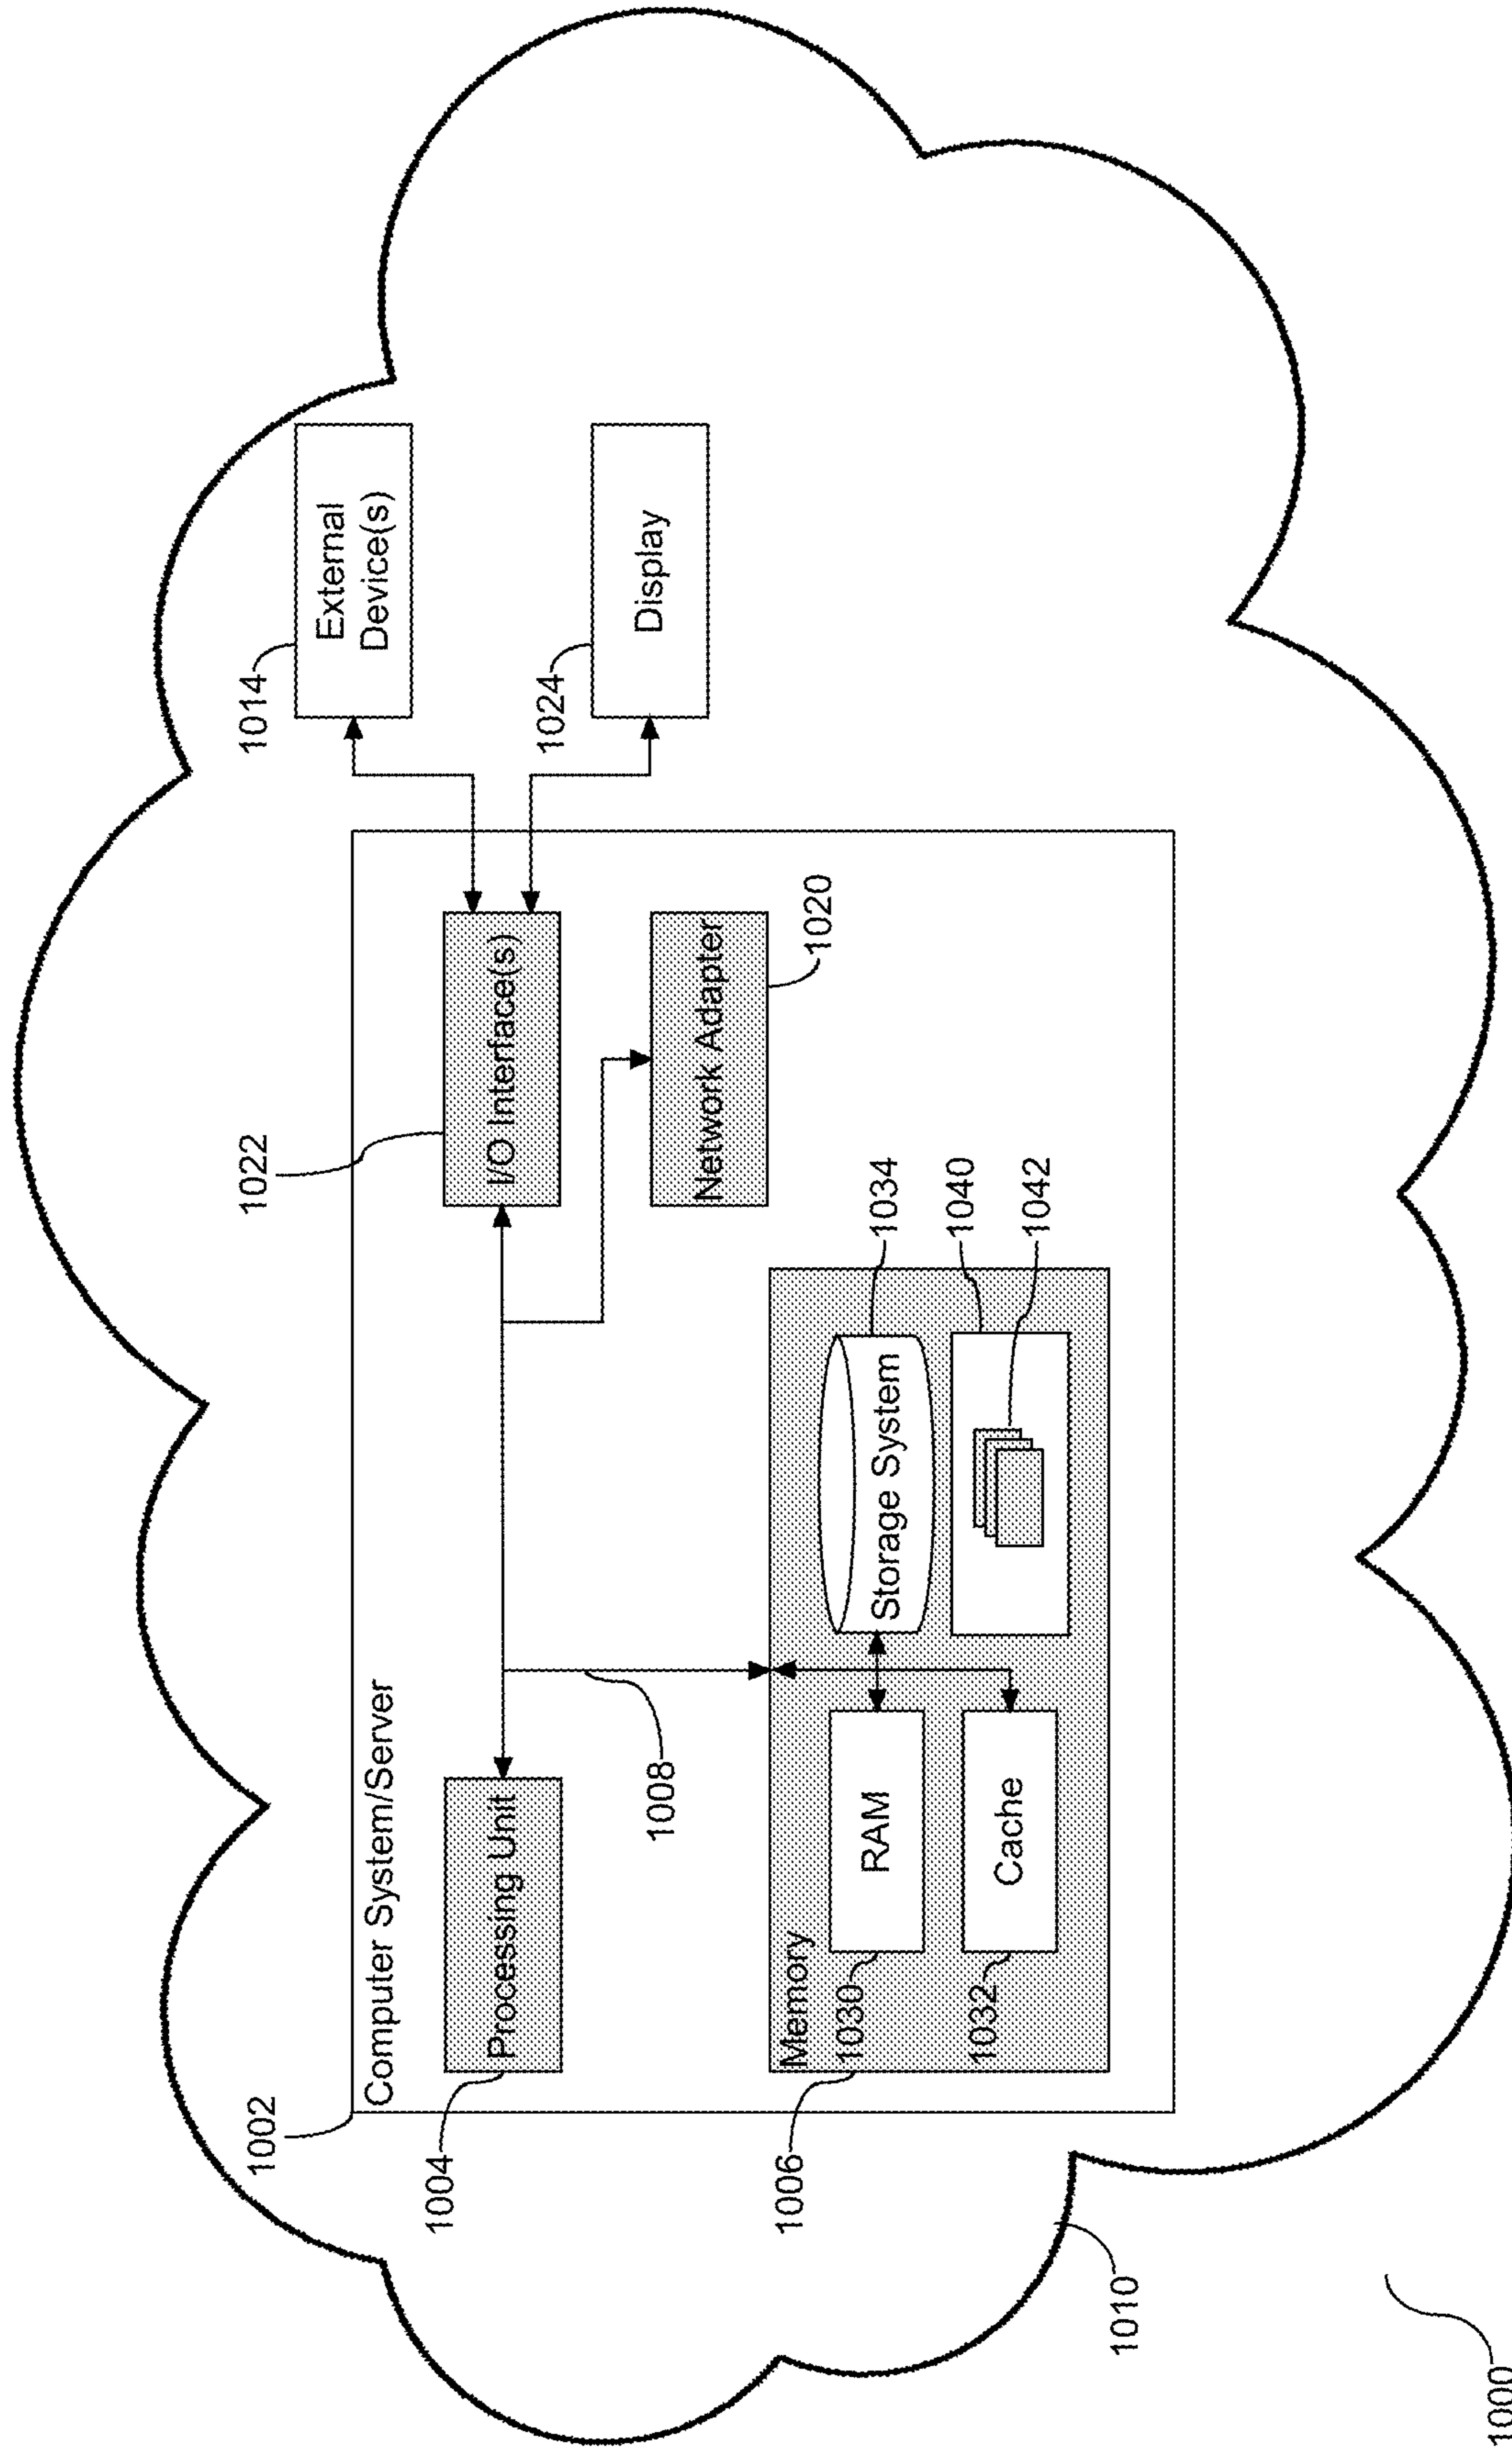 1002
Computer System/Server
1004
Processing Unit
1022
I/O Interface(s)
1014
External
Device(s)
1008
1020
Network Adapter
1024
Display
1006
Memory
1030
RAM
1034
Storage System
1032
Cache
1040
1042
1010
1000